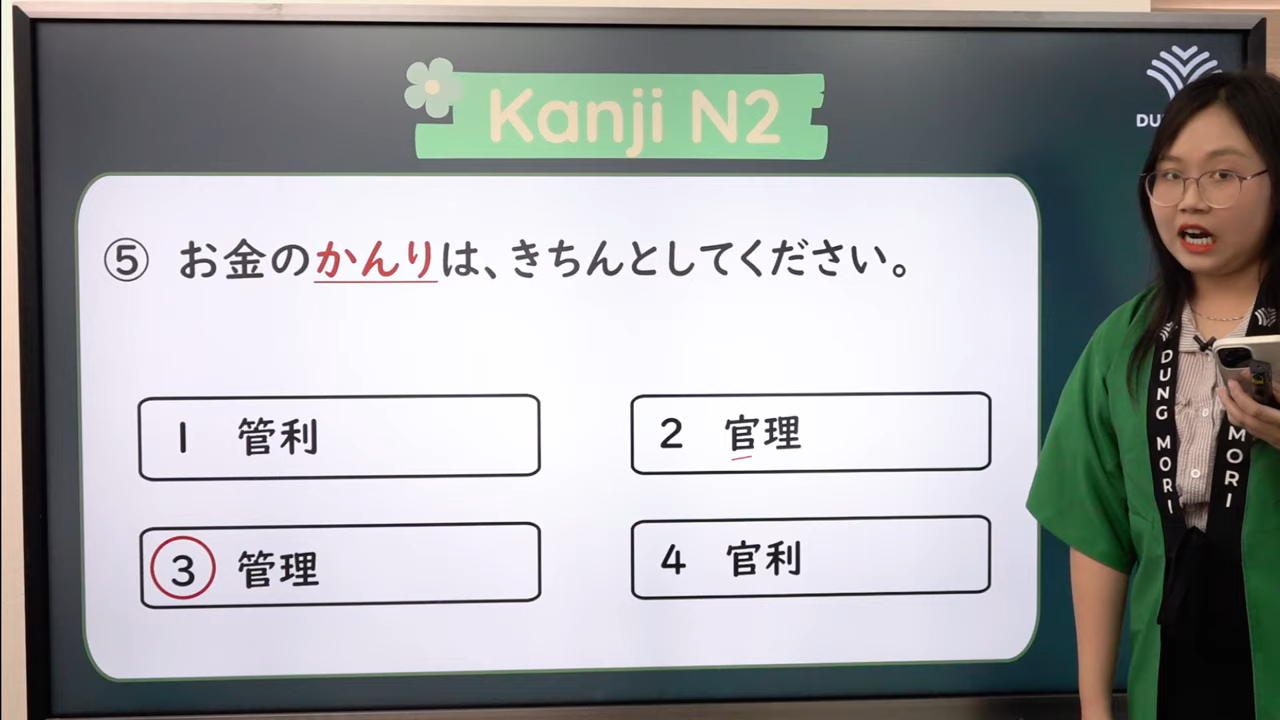 Kanji N2
⑤ お金のかんりは、きちんとしてください。
1 管利
2 官理
3 管理
4 官利
DUNG MORI
MORI